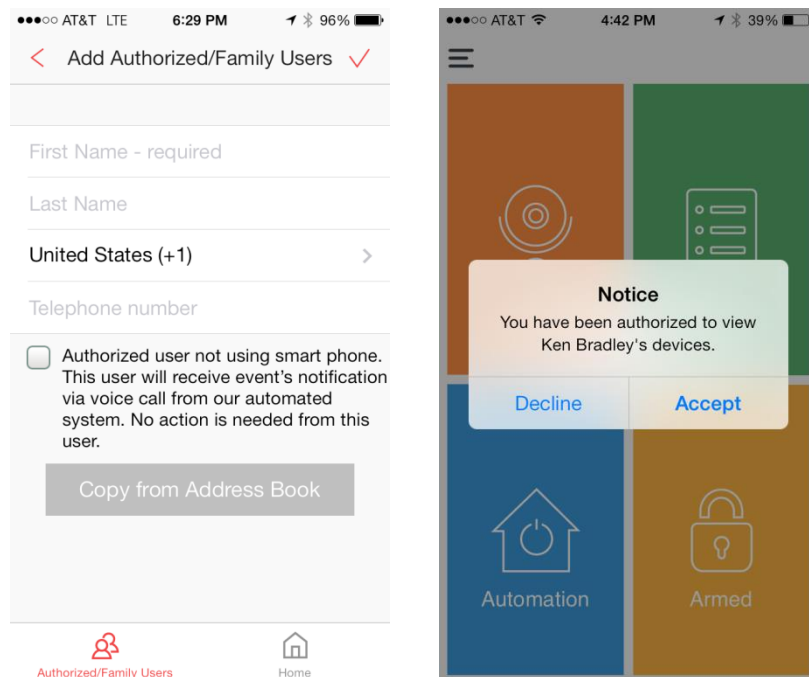 AT&T LTE 6:29 PM 96%
Add Authorized/Family Users
First Name - required
Last Name
United States (+1)
Telephone number
Authorized user not using smart phone.
This user will receive event's notification
via voice call from our automated
system. No action is needed from this
user.
Copy from Address Book
Authorized/Family Users Home
AT&T 4:42 PM 39%
Notice
You have been authorized to view
Ken Bradley's devices.
Decline Accept
Automation Armed